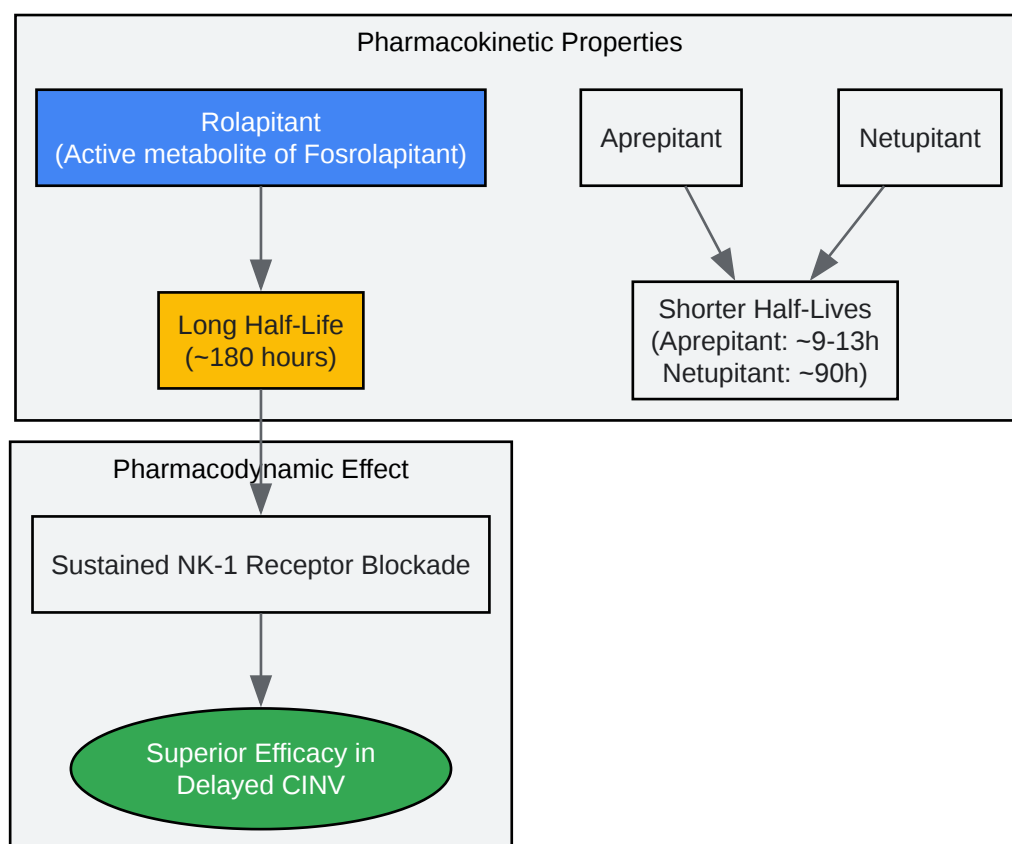 Pharmacokinetic Properties
Rolapitant
(Active metabolite of Fosrolapitant)
Aprepitant
Netupitant
Long Half-Life
(~180 hours)
Shorter Half-Lives
(Aprepitant: ~9-13h
Netupitant: ~90h)
Pharmacodynamic Effect
Sustained NK-1 Receptor Blockade
Superior Efficacy in
Delayed CINV